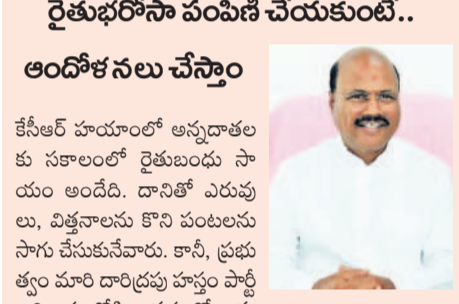 రైతుభరోసా పంపిణీ చేయకుంటే..
ఆందోళనలు చేస్తాం
కేసీఆర్ హయాంలో అన్నదాతల
కు సకాలంలో రైతుబంధు సా
యం అందేది. దానితో ఎరువు
లు, విత్తనాలను కొని పంటలను
సాగు చేసుకునేవారు. కానీ, ప్రభు
త్వం మారి దారిద్రపు హస్తం పార్టీ